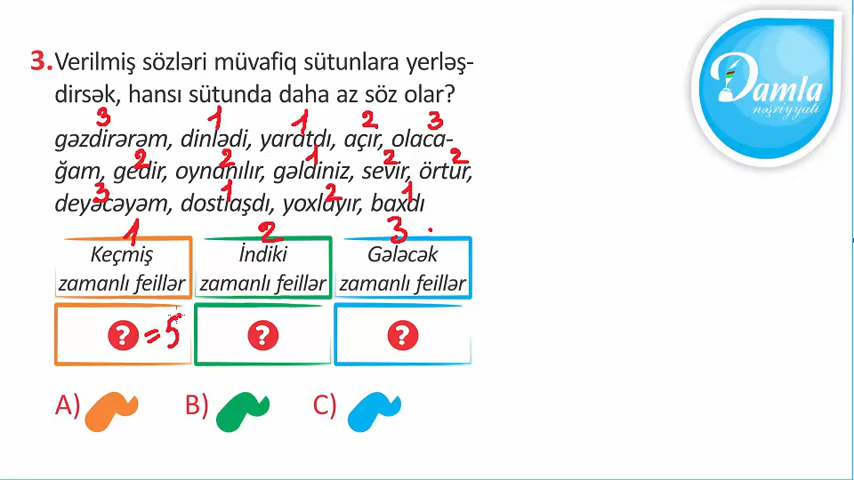 3. Verilmiş sözləri müvafiq sütunlara yerləş-
dirsək, hansı sütunda daha az söz olar?
3 1 1 2 3
gəzdirərəm, dinlədi, yaratdı, açır, olaca-
2 2 1 2 2
ğam, gedir, oynanılır, gəldiniz, sevir, örtür,
3 1 2 1
deyəcəyəm, dostlaşdı, yoxlayır, baxdı
1 2 3
Keçmiş
zamanlı feillər
İndiki
zamanlı feillər
Gələcək
zamanlı feillər
? = 5 ? ?
A) B) C)
Damla
nəşriyyatı